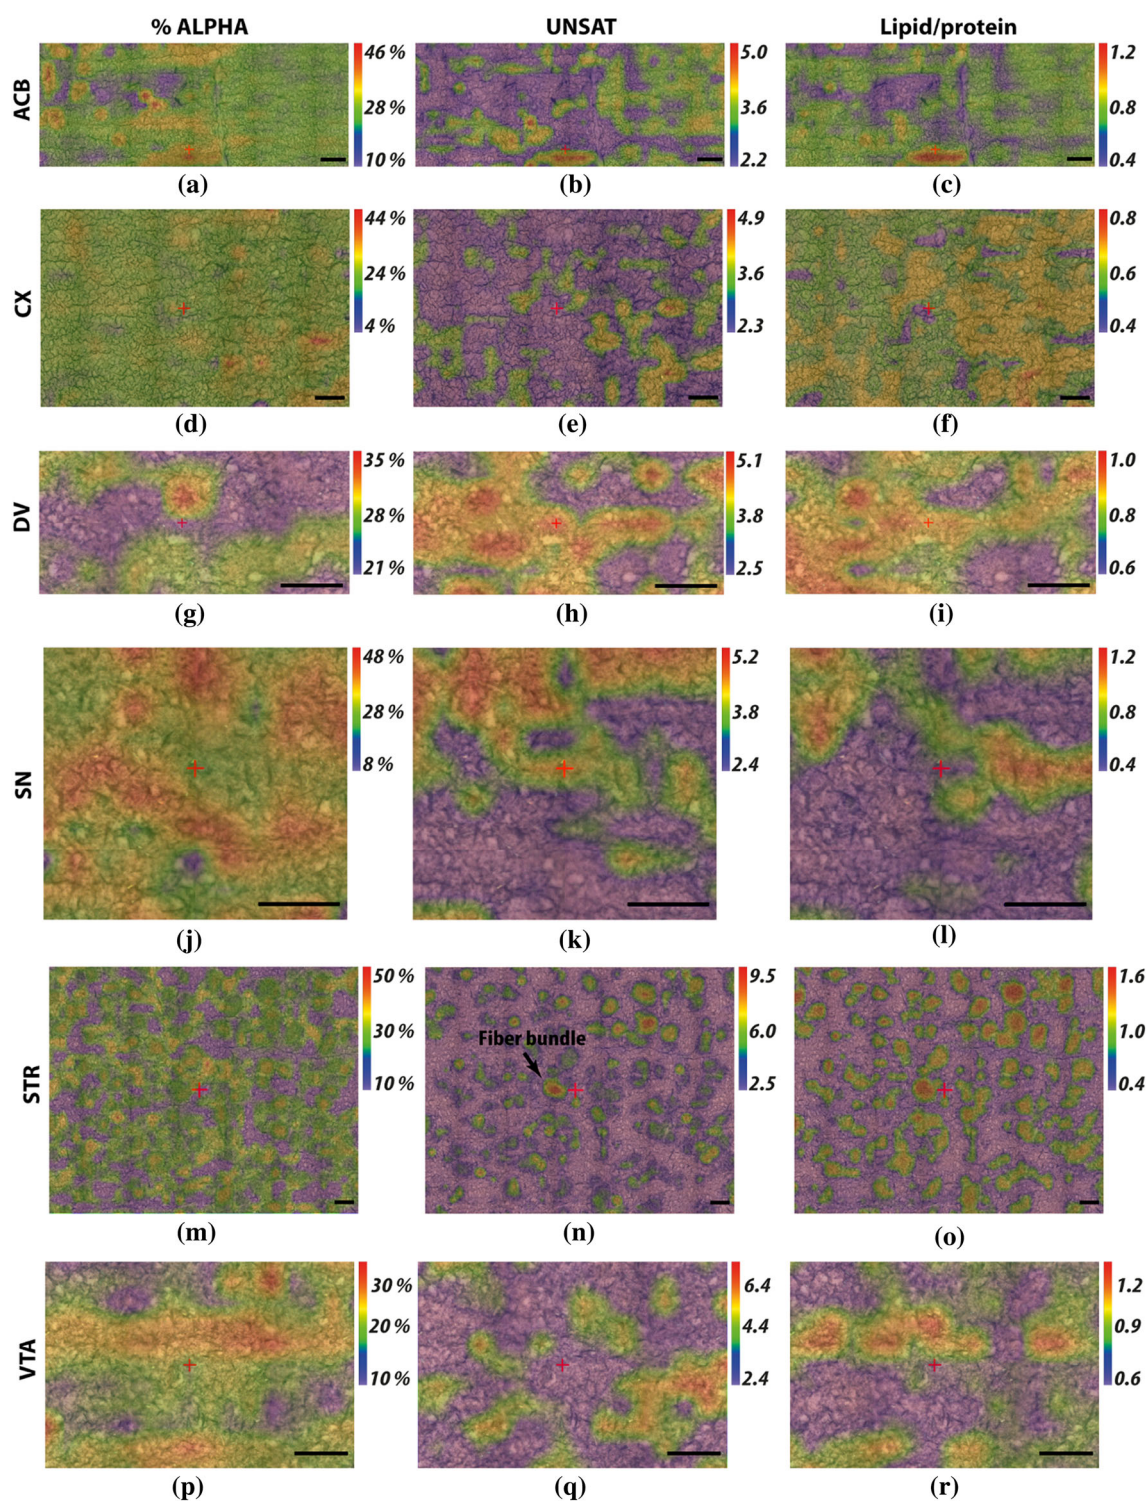 % ALPHA UNSAT Lipid/protein
ACB
46 % 5.0 1.2
28 % 3.6 0.8
10 % 2.2 0.4
(a) (b) (c)
CX
44 % 4.9 0.8
24 % 3.6 0.6
4 % 2.3 0.4
(d) (e) (f)
DV
35 % 5.1 1.0
28 % 3.8 0.8
21 % 2.5 0.6
(g) (h) (i)
SN
48 % 5.2 1.2
28 % 3.8 0.8
8 % 2.4 0.4
(j) (k) (l)
STR
50 % 9.5 1.6
30 % 6.0 1.0
Fiber bundle
10 % 2.5 0.4
(m) (n) (o)
VTA
30 % 6.4 1.2
20 % 4.4 0.9
10 % 2.4 0.6
(p) (q) (r)